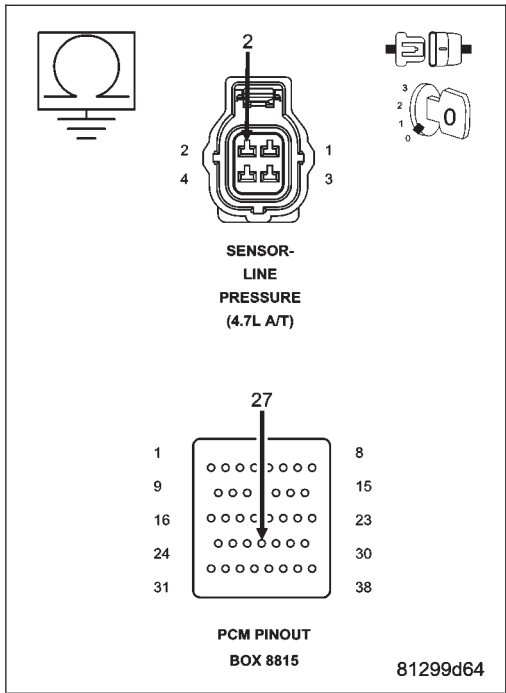 2
3
2
1
0
0
2 1
4 3
SENSOR-
LINE
PRESSURE
(4.7L A/T)
27
1 8
9 15
16 23
24 30
31 38
PCM PINOUT
BOX 8815
81299d64